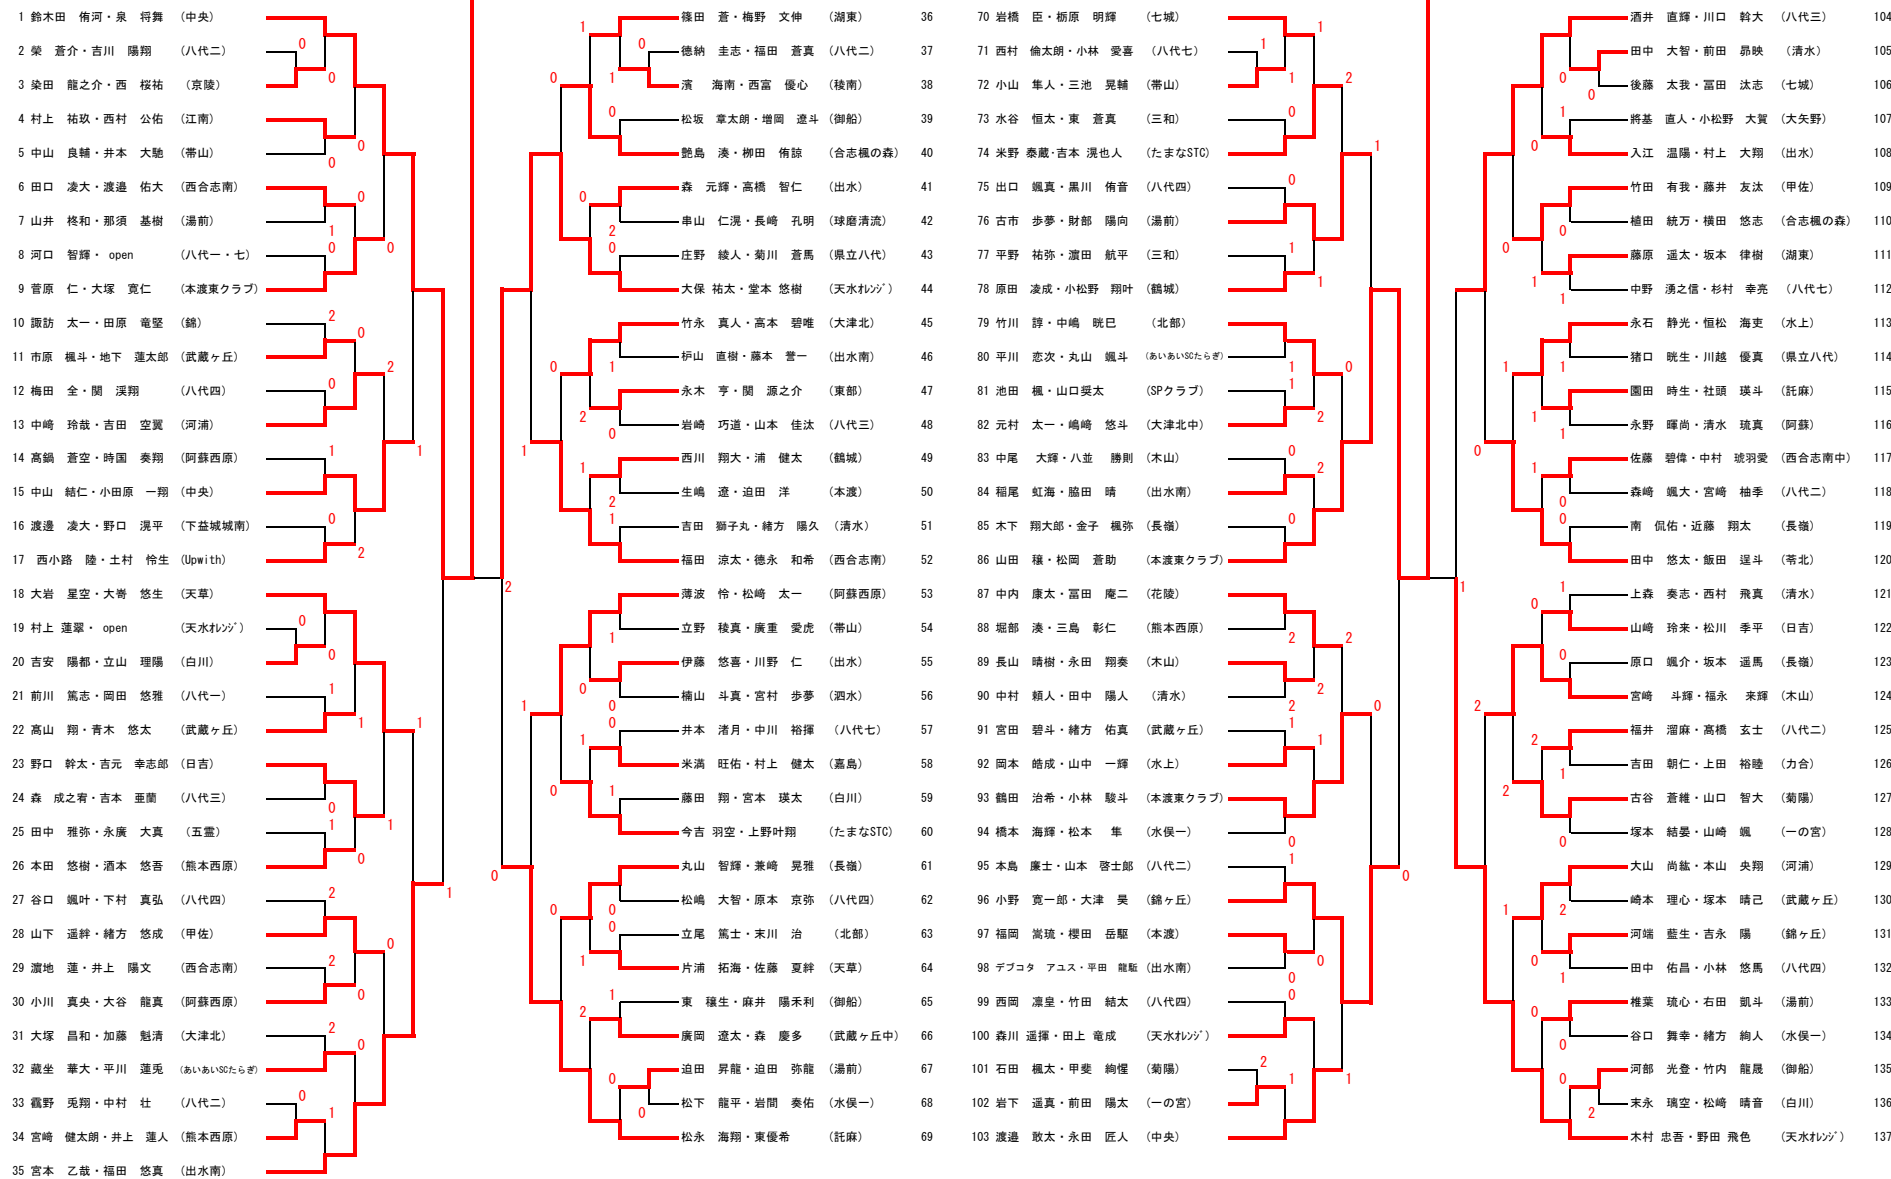 1 鈴木田　侑河・泉　将舞 （中央）
2 榮　蒼介・吉川　陽翔 （八代二）
3 染田　龍之介・西　桜祐 （京陵）
4 村上　祐玖・西村　公佑 （江南）
5 中山　良輔・井本　大馳 （帯山）
6 田口　凌大・渡邉　佑大 （西合志南）
7 山井　柊和・那須　基樹 （湯前）
8 河口　智輝・ open （八代一・七）
9 菅原　仁・大塚　寛仁 （本渡東クラブ）
10 諏訪　太一・田原　竜堅 （錦）
11 市原　楓斗・地下　蓮太郎 （武蔵ヶ丘）
12 梅田　全・関　渓翔 （八代四）
13 中﨑　玲哉・吉田　空翼 （河浦）
14 髙鍋　蒼空・時国　奏翔 （阿蘇西原）
15 中山　結仁・小田原　一翔 （中央）
16 渡邊　凌大・野口　滉平 （下益城城南）
17 西小路　陸・土村　怜生 (Upwith)
18 大岩　星空・大嵜　悠生 （天草）
19 村上 蓮翠・ open （天水ｵﾚﾝｼﾞ）
20 吉安　陽都・立山　理陽 （白川）
21 前川　篤志・岡田　悠雅 （八代一）
22 髙山　翔・青木　悠太 （武蔵ヶ丘）
23 野口　幹太・吉元　幸志郎 （日吉）
24 森　成之宥・吉本　亜蘭 （八代三）
25 田中　雅弥・永廣　大真 （五霊）
26 本田　悠樹・酒本　悠吾 （熊本西原）
27 谷口　颯叶・下村　真弘 （八代四）
28 山下　遥絆・緒方　悠成 （甲佐）
29 濵地　蓮・井上　陽文 （西合志南）
30 小川　真央・大谷　龍真 （阿蘇西原）
31 大塚　昌和・加藤　魁清 （大津北）
32 藏坐　華大・平川　蓮兎 （あいあいSCたらぎ）
33 靍野　兎翔・中村　壮 （八代二）
34 宮﨑　健太朗・井上　蓮人 （熊本西原）
35 宮本　乙哉・福田　悠真 （出水南）
篠田　蒼・梅野　文伸 （湖東） 36
德納　圭志・福田　蒼真 （八代二） 37
濱　海南・西富　優心 （稜南） 38
松坂　章太朗・増岡　遼斗 （御船） 39
艶島　湊・柳田　侑諒 （合志楓の森） 40
森　元輝・高橋　智仁 （出水） 41
串山　仁滉・長﨑　孔明 （球磨清流） 42
庄野　綾人・菊川　蒼馬 （県立八代） 43
大保　祐太・堂本　悠樹 （天水ｵﾚﾝｼﾞ） 44
竹永　真人・高本　碧唯 （大津北） 45
枦山　直樹・藤本　誉一 （出水南） 46
永木　亨・関　源之介 （東部） 47
岩崎　巧道・山本　佳汰 （八代三） 48
西川　翔大・浦　健太 （鶴城） 49
生嶋　遼・迫田　洋 （本渡） 50
吉田　獅子丸・緒方　陽久 （清水） 51
福田　涼太・德永　和希 （西合志南） 52
薄波　怜・松﨑　太一 （阿蘇西原） 53
立野　稜真・廣重　愛虎 （帯山） 54
伊藤　悠喜・川野　仁 （出水） 55
楠山　斗真・宮村　歩夢 （泗水） 56
井本　渚月・中川　裕揮 （八代七） 57
米満　旺佑・村上　健太 （嘉島） 58
藤田　翔・宮本　瑛太 （白川） 59
今吉 羽空・上野叶翔 （たまなSTC） 60
丸山　智輝・兼﨑　晃雅 （長嶺） 61
松嶋　大智・原本　京弥 （八代四） 62
立尾　篤士・末川　治 （北部） 63
片浦　拓海・佐藤　夏絆 （天草） 64
東　穣生・麻井　陽禾利 （御船） 65
廣岡　遼太・森　慶多 （武蔵ヶ丘中） 66
迫田　昇龍・迫田　弥龍 （湯前） 67
松下　龍平・岩間　奏佑 （水俣一） 68
松永　海翔・東優希 （託麻） 69
70 岩橋　臣・栃原　明輝 （七城）
71 西村　倫太朗・小林　愛喜 （八代七）
72 小山　隼人・三池　晃輔 （帯山）
73 水谷　恒太・東　蒼真 （三和）
74 米野 泰蔵・吉本 滉也人 （たまなSTC）
75 出口　颯真・黒川　侑音 （八代四）
76 古市　歩夢・財部　陽向 （湯前）
77 平野　祐弥・濵田　航平 （三和）
78 原田　凌成・小松野　翔叶 （鶴城）
79 竹川　諄・中嶋　晄巳 （北部）
80 平川　恋次・丸山　颯斗 （あいあいSCたらぎ）
81 池田　楓・山口奨太 （SPクラブ）
82 元村　太一・嶋﨑　悠斗 （大津北中）
83 中尾　大輝・八並　勝則 （木山）
84 稲尾　虹海・脇田　晴 （出水南）
85 木下　翔大郎・金子　楓弥 （長嶺）
86 山田　穣・松岡　蒼助 （本渡東クラブ）
87 中内　康太・冨田　庵二 （花陵）
88 堀部　湊・三島　彰仁 （熊本西原）
89 長山　晴樹・永田　翔奏 （木山）
90 中村　頼人・田中　陽人 （清水）
91 宮田　碧斗・緒方　佑真 （武蔵ヶ丘）
92 岡本　皓成・山中　一輝 （水上）
93 鶴田　治希・小林　駿斗 （本渡東クラブ）
94 橋本　海輝・松本　隼 （水俣一）
95 本島　廉士・山本　啓士郎 （八代二）
96 小野　寛一郎・大津　昊 （錦ヶ丘）
97 福岡　嵩琉・櫻田　岳駆 （本渡）
98 デブコタ　アユス・平田　龍駈 （出水南）
99 西岡　凛皇・竹田　結太 （八代四）
100 森川 遥揮・田上 竜成 （天水ｵﾚﾝｼﾞ）
101 石田　楓太・甲斐　絢惺 （菊陽）
102 岩下　遥真・前田　陽太 （一の宮）
103 渡邉　敢太・永田　匠人 （中央）
酒井　直輝・川口　幹大 （八代三） 104
田中　大智・前田　昴映 （清水） 105
後藤　太我・冨田　汰志 （七城） 106
將基　直人・小松野　大賀 （大矢野） 107
入江　温陽・村上　大翔 （出水） 108
竹田　有我・藤井　友汰 （甲佐） 109
植田　統万・横田　悠志 （合志楓の森） 110
藤原　遥太・坂本　律樹 （湖東） 111
中野　湧之信・杉村　幸亮 （八代七） 112
永石　静光・恒松　海吏 （水上） 113
猪口　晄生・川越　優真 （県立八代） 114
園田　時生・社頭　瑛斗 （託麻） 115
永野　暉尚・清水　琉真 （阿蘇） 116
佐藤　碧偉・中村　琥羽愛 （西合志南中） 117
森﨑　颯大・宮﨑　柚季 （八代二） 118
南　侃佑・近藤　翔太 （長嶺） 119
田中　悠太・飯田　逞斗 （苓北） 120
上森　奏志・西村　飛真 （清水） 121
山﨑　玲来・松川　季平 （日吉） 122
原口　颯介・坂本　遥馬 （長嶺） 123
宮﨑　斗輝・福永　来輝 （木山） 124
福井　溜麻・高橋　玄士 （八代二） 125
吉田　朝仁・上田　裕睦 （力合） 126
古谷　蒼維・山口　智大 （菊陽） 127
塚本　結晏・山崎　颯 （一の宮） 128
大山　尚紘・本山　央翔 （河浦） 129
崎本　理心・塚本　晴己 （武蔵ヶ丘） 130
河端　藍生・吉永　陽 （錦ヶ丘） 131
田中　佑昌・小林　悠馬 （八代四） 132
椎葉　琉心・右田　凱斗 （湯前） 133
谷口　舞幸・緒方　絢人 （水俣一） 134
河部　光登・竹内　龍晟 （御船） 135
末永　璃空・松﨑　晴音 （白川） 136
木村 忠吾・野田 飛色 （天水ｵﾚﾝｼﾞ） 137